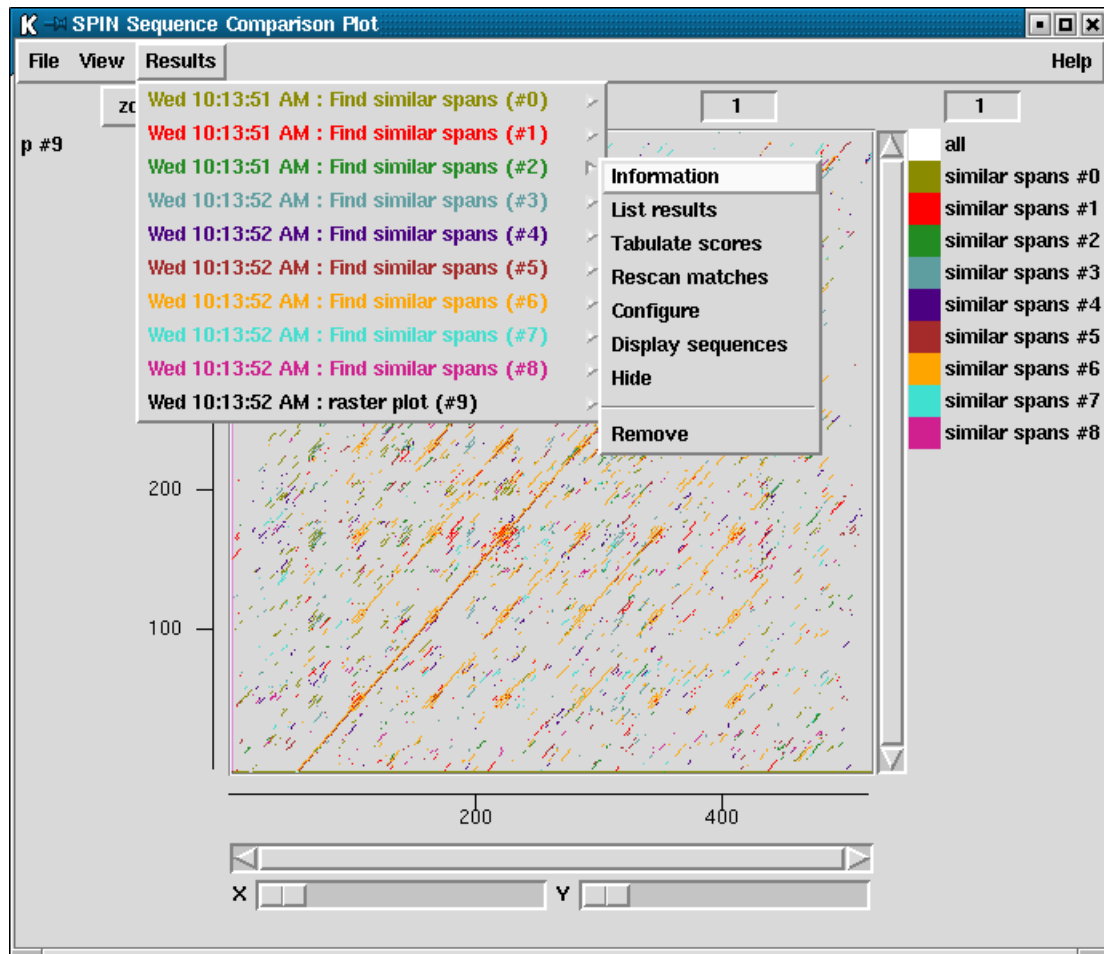 SPIN Sequence Comparison Plot
File View Results Help
zo
1
1
p #9
Wed 10:13:51 AM : Find similar spans (#0)
Wed 10:13:51 AM : Find similar spans (#1)
Wed 10:13:51 AM : Find similar spans (#2)
Wed 10:13:52 AM : Find similar spans (#3)
Wed 10:13:52 AM : Find similar spans (#4)
Wed 10:13:52 AM : Find similar spans (#5)
Wed 10:13:52 AM : Find similar spans (#6)
Wed 10:13:52 AM : Find similar spans (#7)
Wed 10:13:52 AM : Find similar spans (#8)
Wed 10:13:52 AM : raster plot (#9)
Information
List results
Tabulate scores
Rescan matches
Configure
Display sequences
Hide
Remove
all
similar spans #0
similar spans #1
similar spans #2
similar spans #3
similar spans #4
similar spans #5
similar spans #6
similar spans #7
similar spans #8
200
100
200 400
X Y